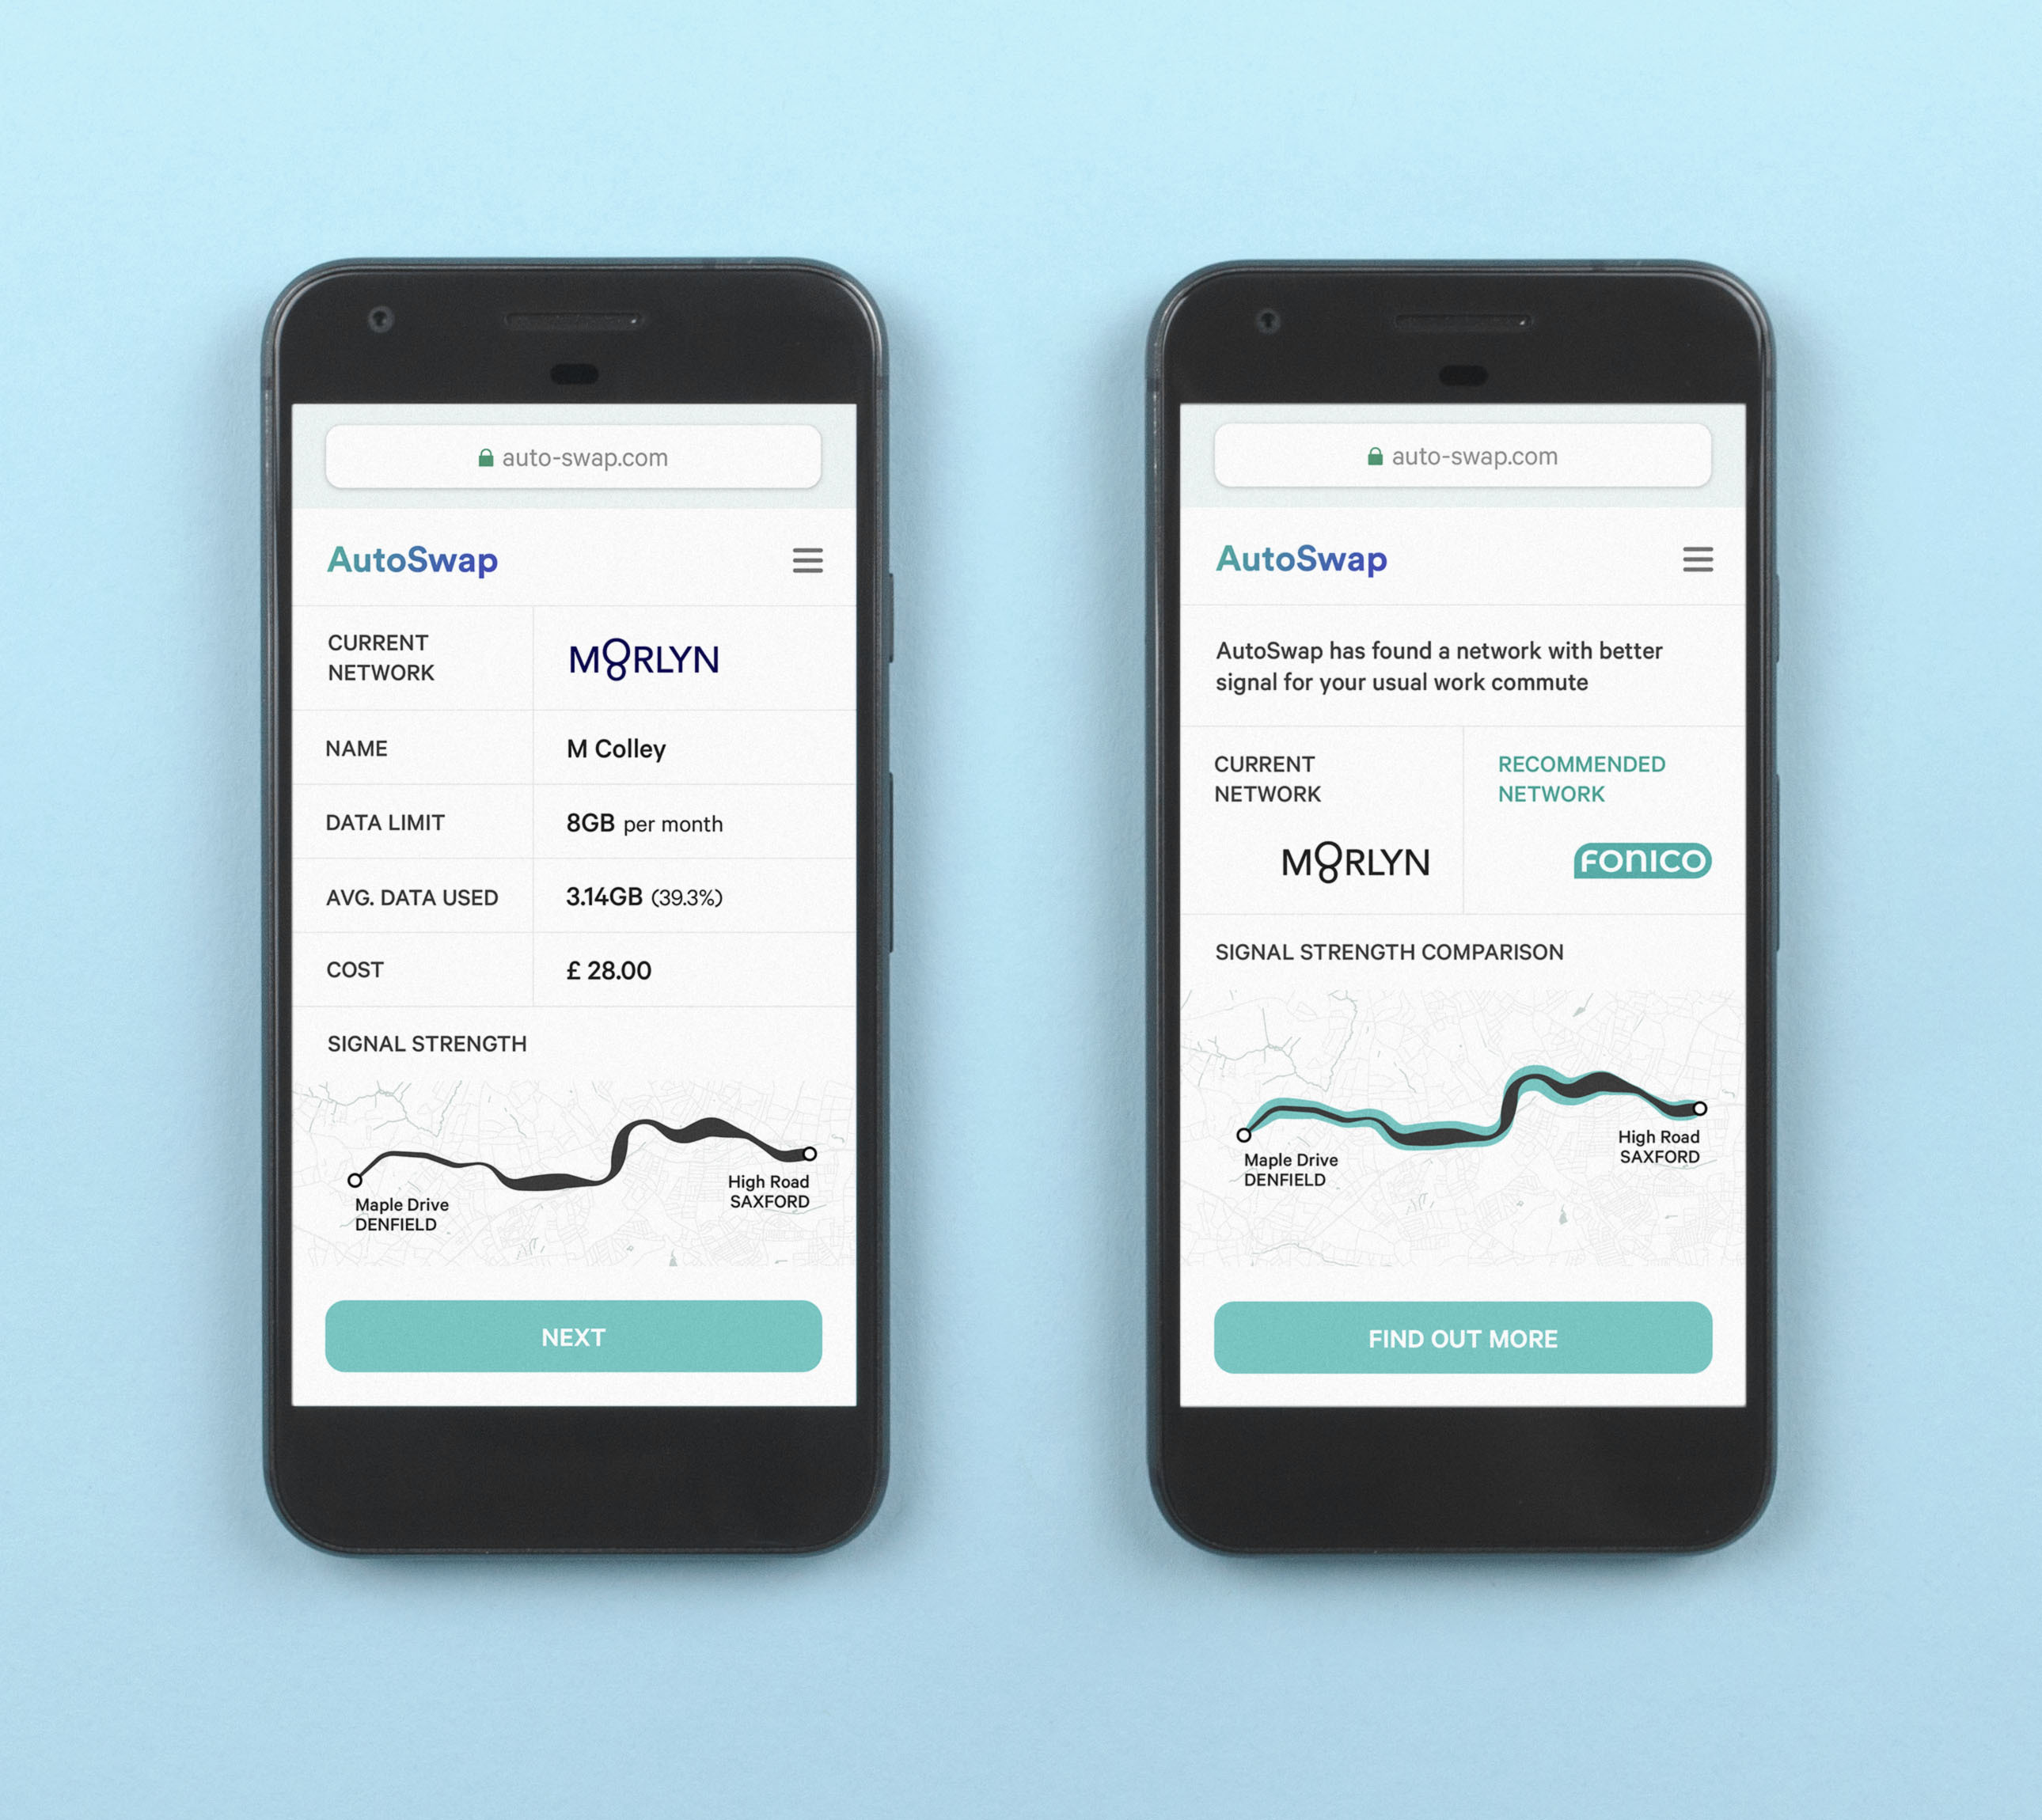 auto-swap.com
AutoSwap
CURRENT
NETWORK
MORLYN
NAME
M Colley
DATA LIMIT
8GB per month
AVG. DATA USED
3.14GB (39.3%)
COST
£ 28.00
SIGNAL STRENGTH
Maple Drive
DENFIELD
High Road
SAXFORD
NEXT
auto-swap.com
AutoSwap
AutoSwap has found a network with better
signal for your usual work commute
CURRENT
NETWORK
MORLYN
RECOMMENDED
NETWORK
FONICO
SIGNAL STRENGTH COMPARISON
Maple Drive
DENFIELD
High Road
SAXFORD
FIND OUT MORE